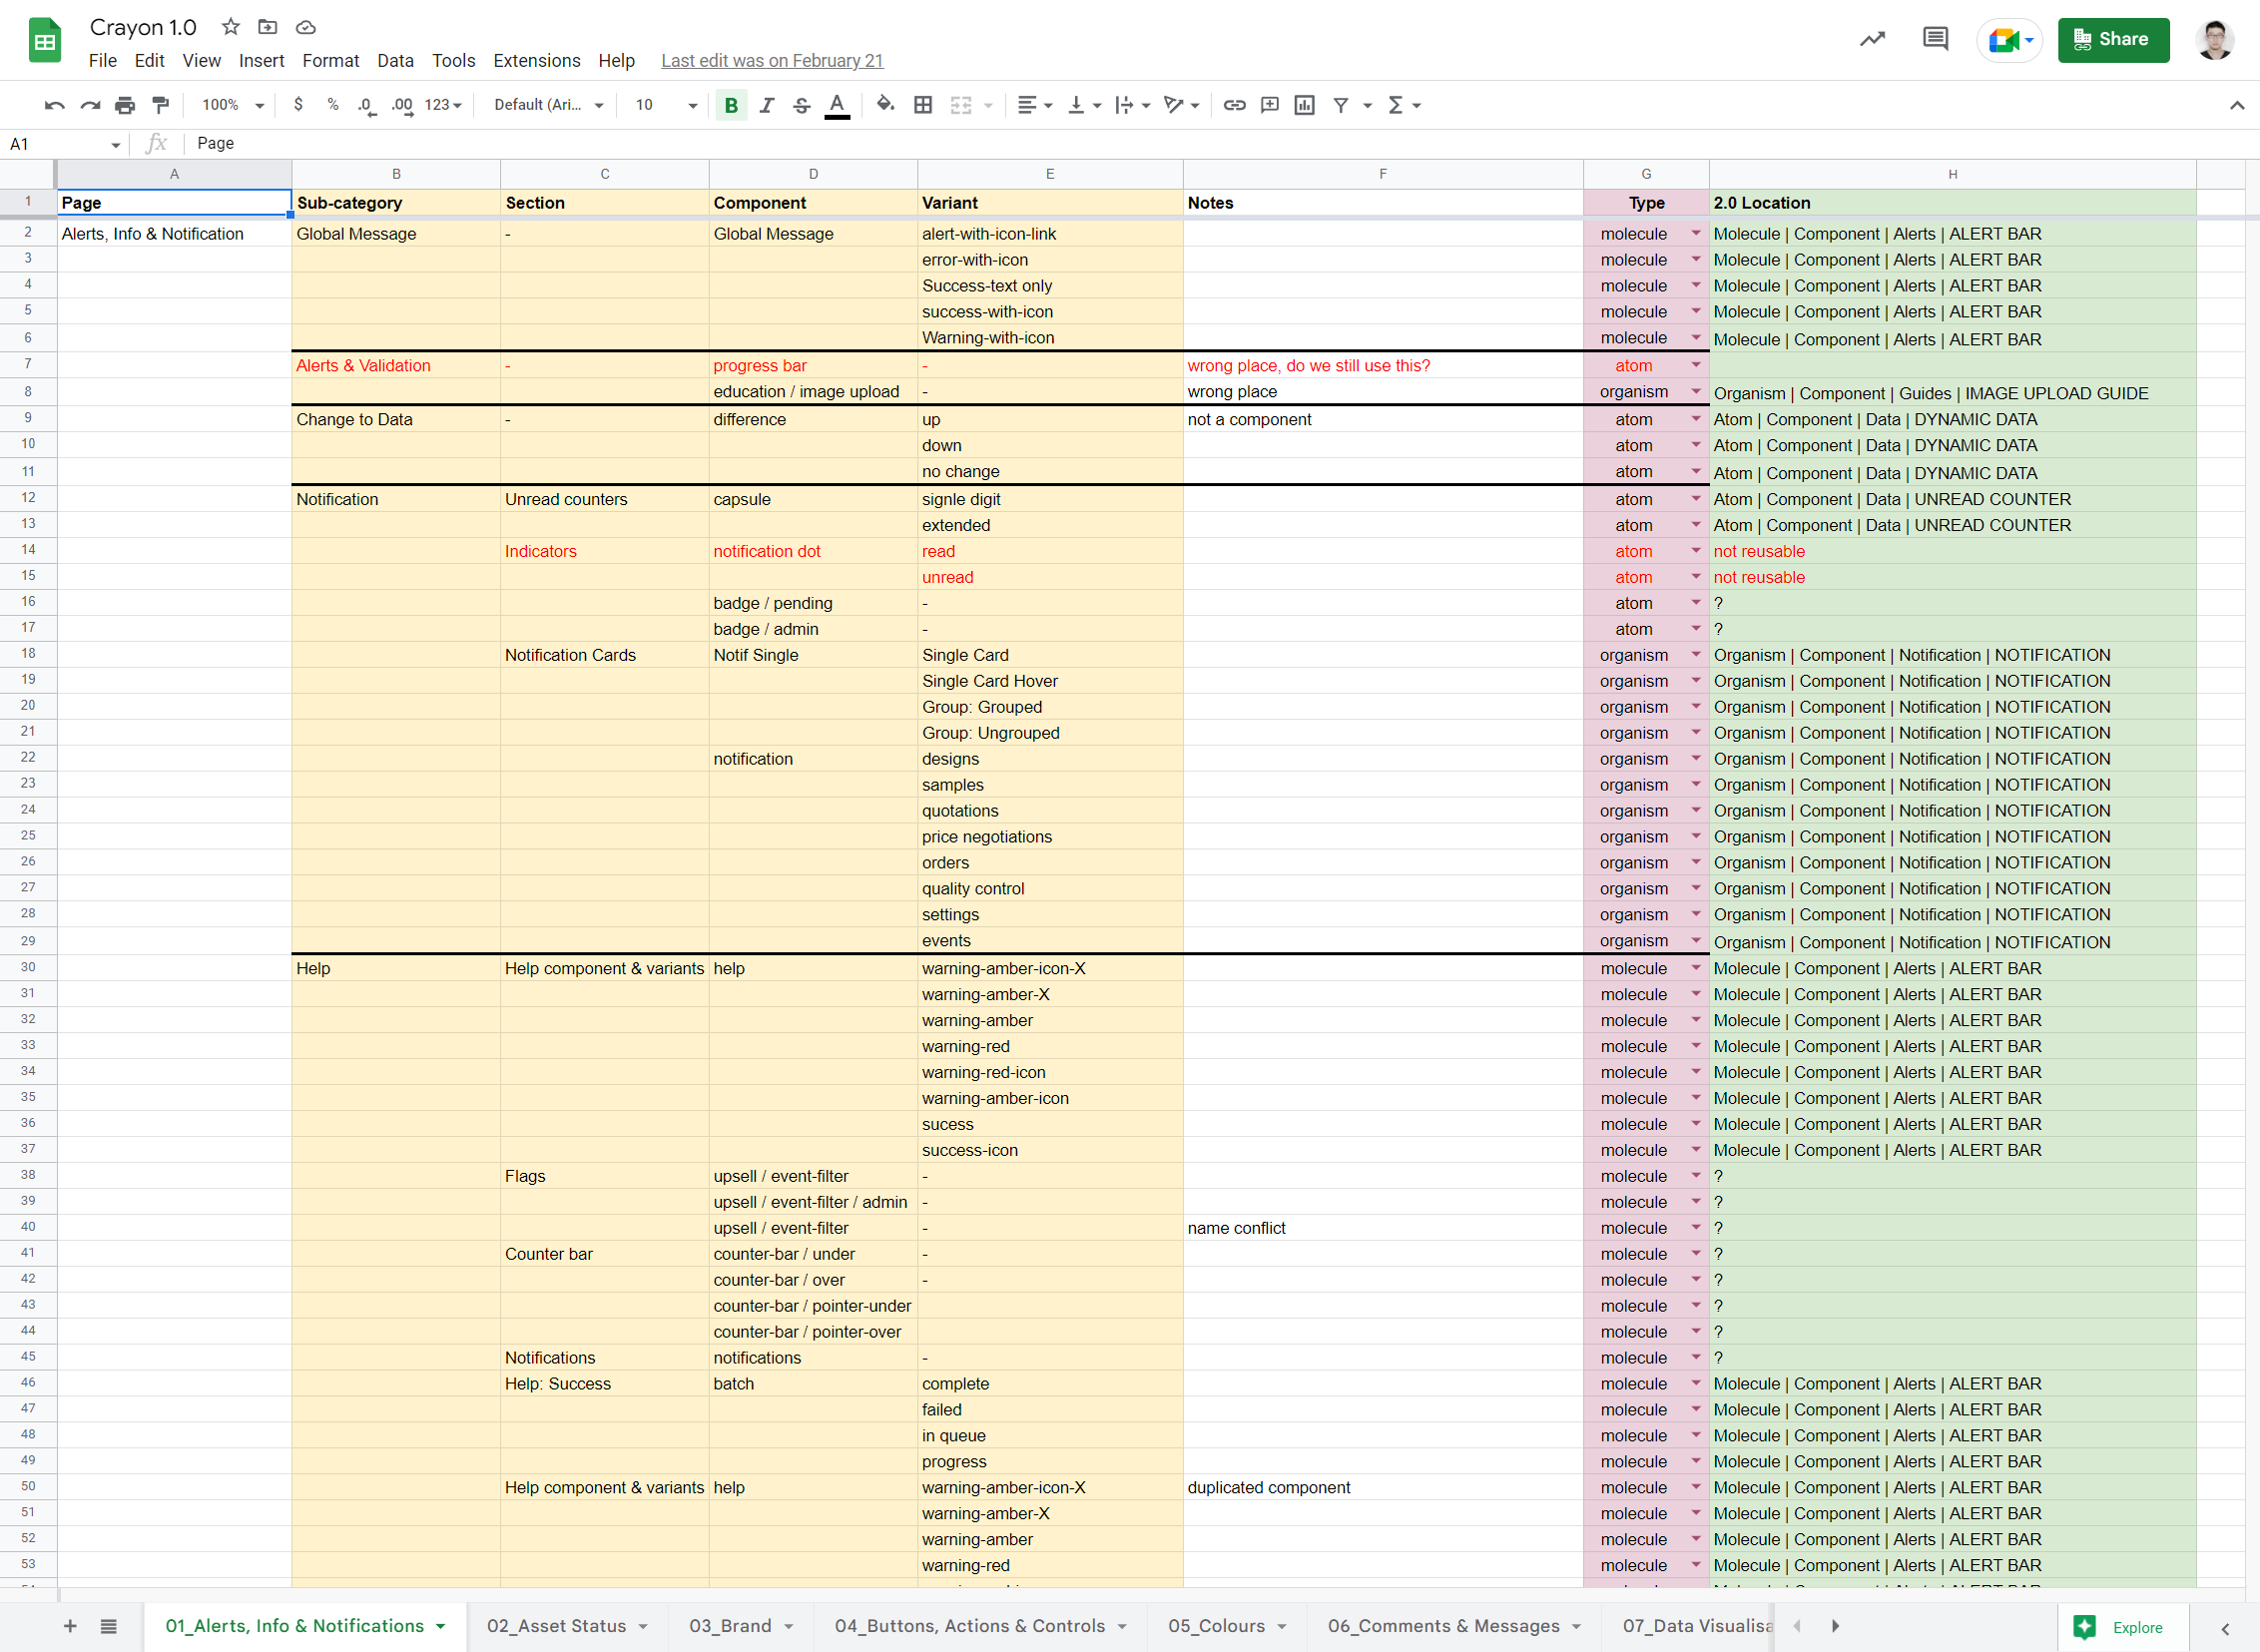 Crayon 1.0
File Edit View Insert Format Data Tools Extensions Help Last edit was on February 21
Share
100% $ % .0 .00 123 Default (Ari... 10 B I S A
A1 fx Page
A B C D E F G H
1 Page Sub-category Section Component Variant Notes Type 2.0 Location
2 Alerts, Info & Notification Global Message - Global Message alert-with-icon-link molecule Molecule | Component | Alerts | ALERT BAR
3 error-with-icon molecule Molecule | Component | Alerts | ALERT BAR
4 Success-text only molecule Molecule | Component | Alerts | ALERT BAR
5 success-with-icon molecule Molecule | Component | Alerts | ALERT BAR
6 Warning-with-icon molecule Molecule | Component | Alerts | ALERT BAR
7 Alerts & Validation - progress bar - wrong place, do we still use this? atom
8 education / image upload - wrong place organism Organism | Component | Guides | IMAGE UPLOAD GUIDE
9 Change to Data - difference up not a component atom Atom | Component | Data | DYNAMIC DATA
10 down atom Atom | Component | Data | DYNAMIC DATA
11 no change atom Atom | Component | Data | DYNAMIC DATA
12 Notification Unread counters capsule signle digit atom Atom | Component | Data | UNREAD COUNTER
13 extended atom Atom | Component | Data | UNREAD COUNTER
14 Indicators notification dot read atom not reusable
15 unread atom not reusable
16 badge / pending - atom ?
17 badge / admin - atom ?
18 Notification Cards Notif Single Single Card organism Organism | Component | Notification | NOTIFICATION
19 Single Card Hover organism Organism | Component | Notification | NOTIFICATION
20 Group: Grouped organism Organism | Component | Notification | NOTIFICATION
21 Group: Ungrouped organism Organism | Component | Notification | NOTIFICATION
22 notification designs organism Organism | Component | Notification | NOTIFICATION
23 samples organism Organism | Component | Notification | NOTIFICATION
24 quotations organism Organism | Component | Notification | NOTIFICATION
25 price negotiations organism Organism | Component | Notification | NOTIFICATION
26 orders organism Organism | Component | Notification | NOTIFICATION
27 quality control organism Organism | Component | Notification | NOTIFICATION
28 settings organism Organism | Component | Notification | NOTIFICATION
29 events organism Organism | Component | Notification | NOTIFICATION
30 Help Help component & variants help warning-amber-icon-X molecule Molecule | Component | Alerts | ALERT BAR
31 warning-amber-X molecule Molecule | Component | Alerts | ALERT BAR
32 warning-amber molecule Molecule | Component | Alerts | ALERT BAR
33 warning-red molecule Molecule | Component | Alerts | ALERT BAR
34 warning-red-icon molecule Molecule | Component | Alerts | ALERT BAR
35 warning-amber-icon molecule Molecule | Component | Alerts | ALERT BAR
36 sucess molecule Molecule | Component | Alerts | ALERT BAR
37 success-icon molecule Molecule | Component | Alerts | ALERT BAR
38 Flags upsell / event-filter - molecule ?
39 upsell / event-filter / admin - molecule ?
40 upsell / event-filter - name conflict molecule ?
41 Counter bar counter-bar / under - molecule ?
42 counter-bar / over - molecule ?
43 counter-bar / pointer-under molecule ?
44 counter-bar / pointer-over molecule ?
45 Notifications notifications - molecule ?
46 Help: Success batch complete molecule Molecule | Component | Alerts | ALERT BAR
47 failed molecule Molecule | Component | Alerts | ALERT BAR
48 in queue molecule Molecule | Component | Alerts | ALERT BAR
49 progress molecule Molecule | Component | Alerts | ALERT BAR
50 Help component & variants help warning-amber-icon-X duplicated component molecule Molecule | Component | Alerts | ALERT BAR
51 warning-amber-X molecule Molecule | Component | Alerts | ALERT BAR
52 warning-amber molecule Molecule | Component | Alerts | ALERT BAR
53 warning-red molecule Molecule | Component | Alerts | ALERT BAR
01_Alerts, Info & Notifications 02_Asset Status 03_Brand 04_Buttons, Actions & Controls 05_Colours 06_Comments & Messages 07_Data Visualisa Explore